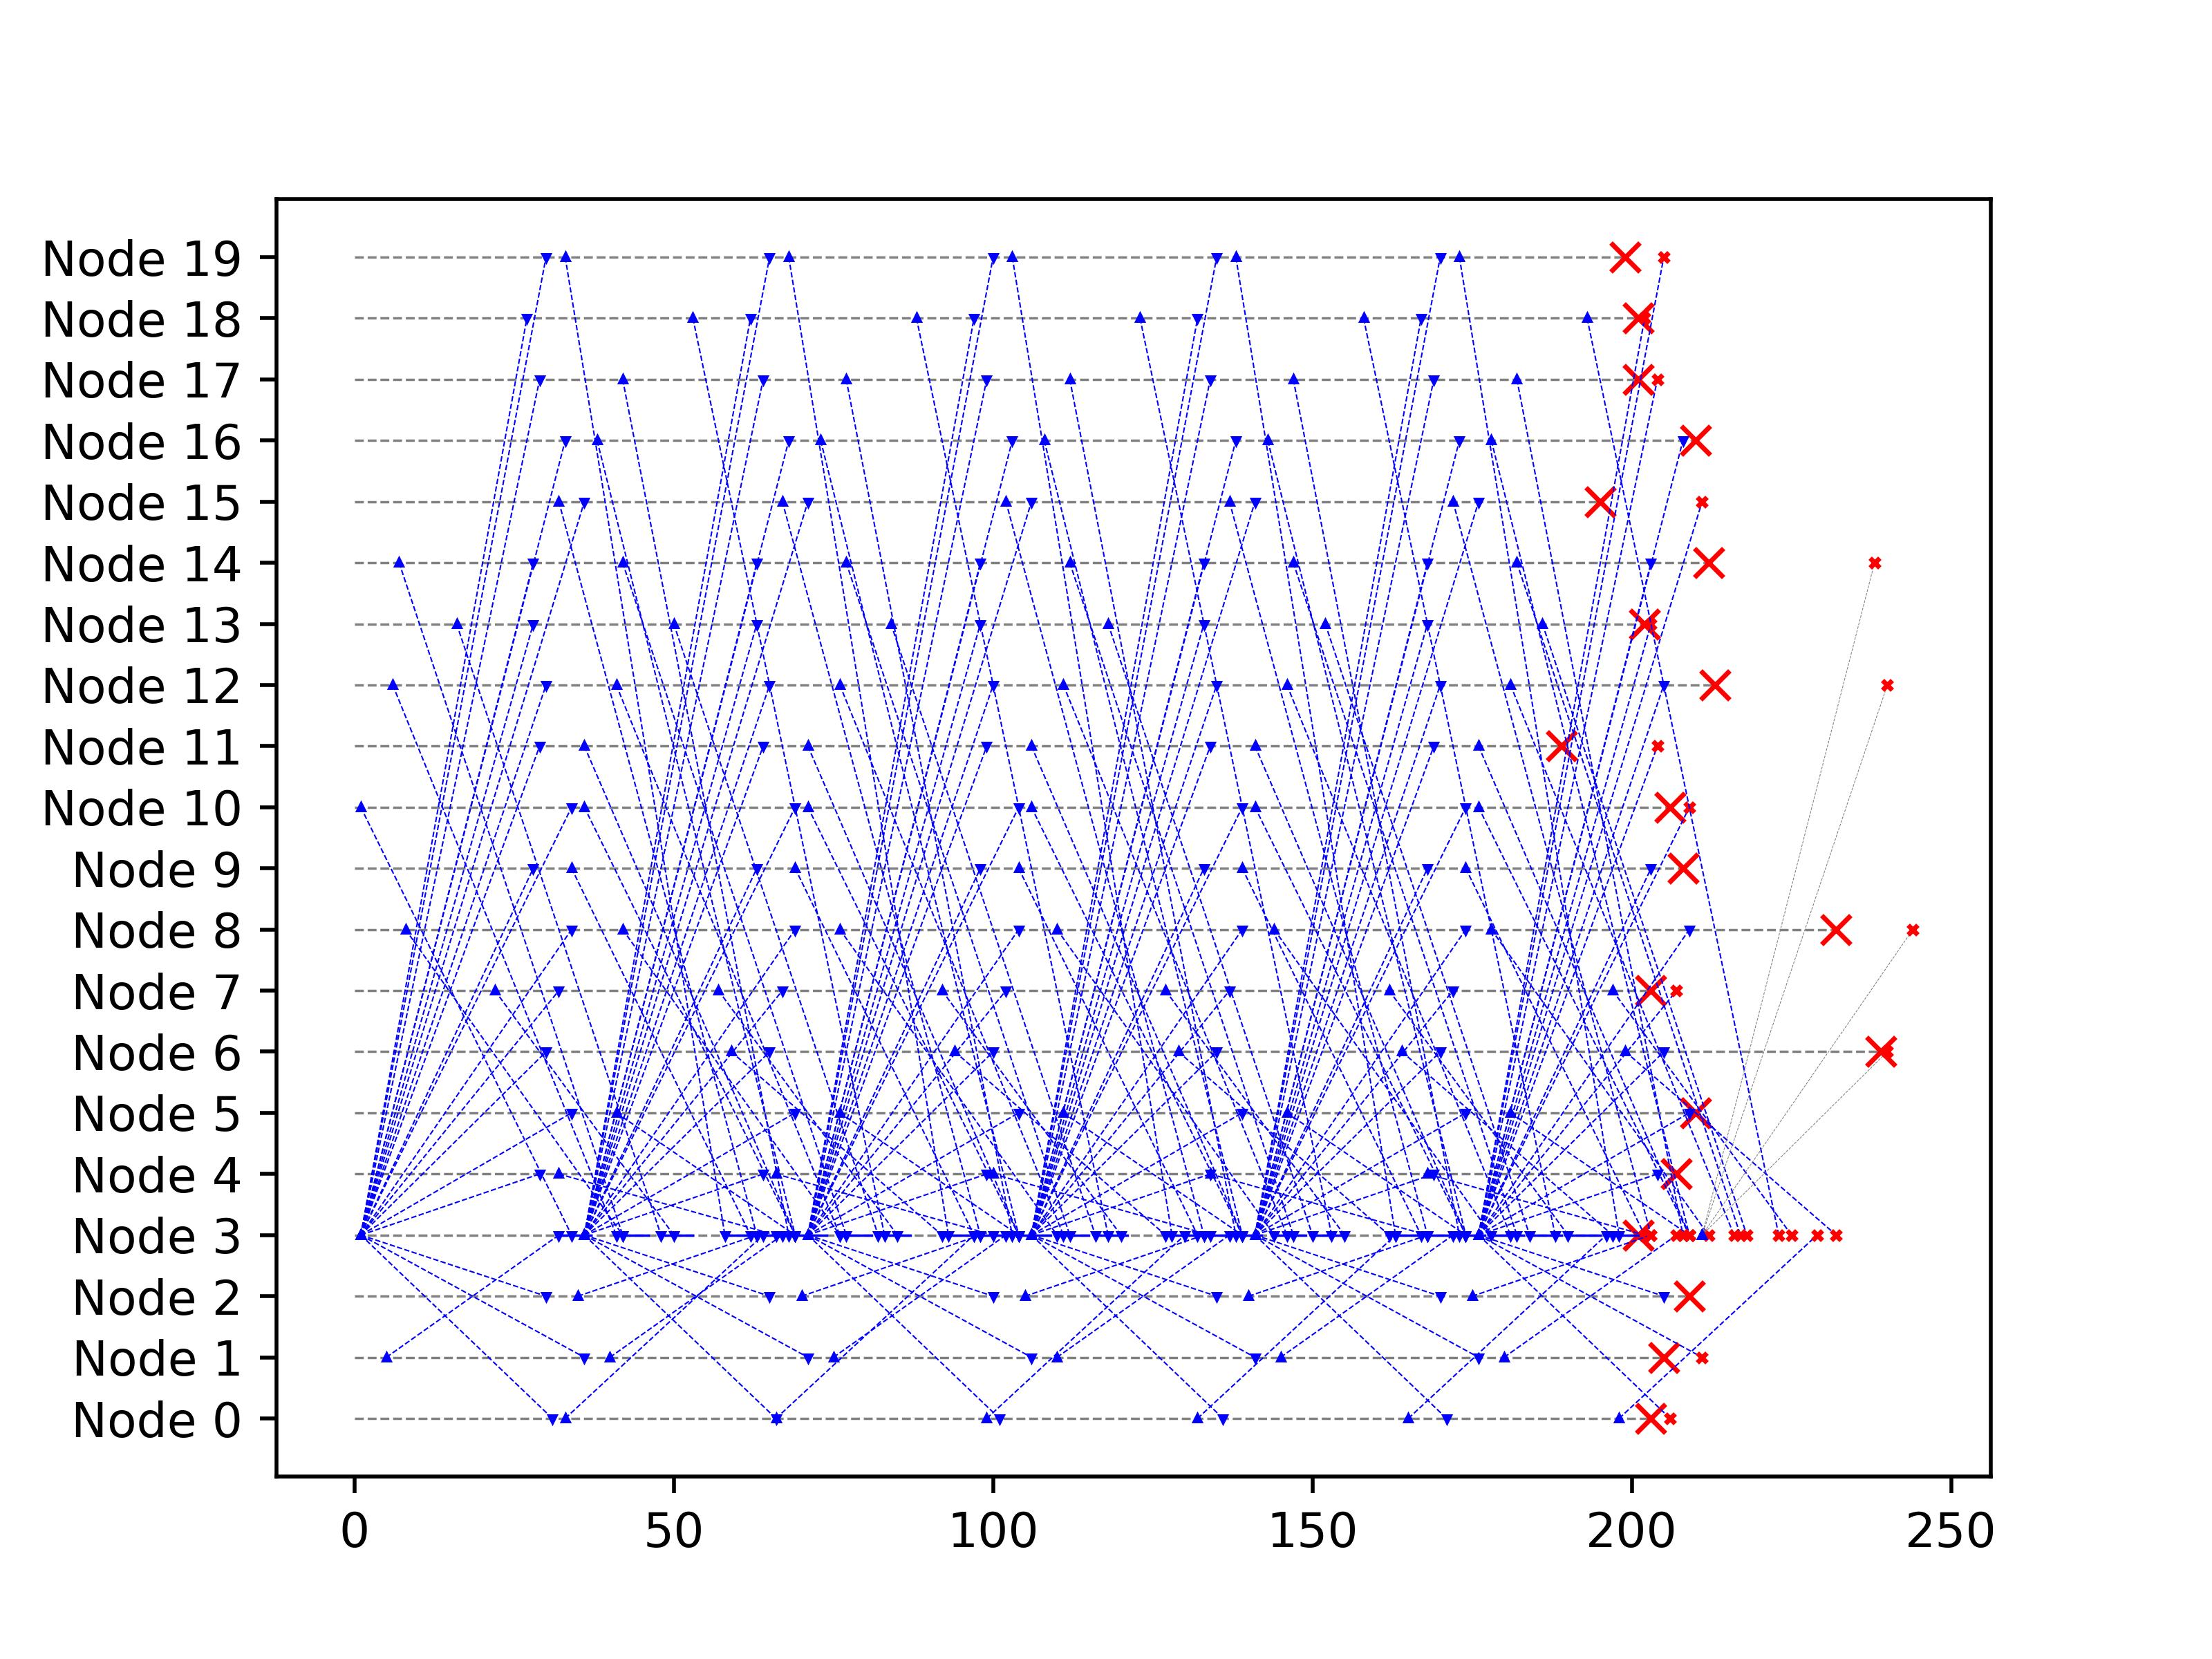 Node 19
Node 18
Node 17
Node 16
Node 15
Node 14
Node 13
Node 12
Node 11
Node 10
Node 9
Node 8
Node 7
Node 6
Node 5
Node 4
Node 3
Node 2
Node 1
Node 0
0 50 100 150 200 250